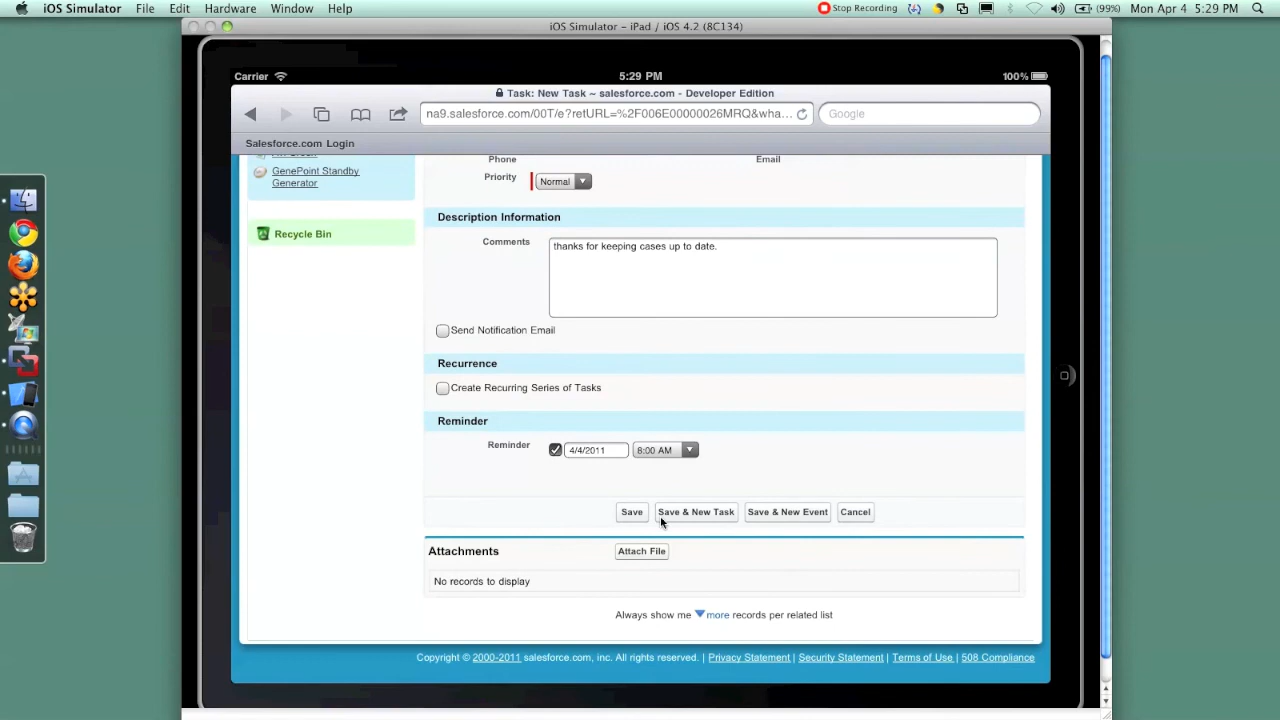 iOS Simulator File Edit Hardware Window Help
Stop Recording (99%) Mon Apr 4 5:29 PM
iOS Simulator - iPad / iOS 4.2 (8C134)
Carrier 5:29 PM 100%
Task: New Task ~ salesforce.com - Developer Edition
na9.salesforce.com/00T/e?retURL=%2F006E00000026MRQ&wha... Google
Salesforce.com Login
Phone Email
GenePoint Standby
Generator
Priority Normal
Description Information
Recycle Bin
Comments thanks for keeping cases up to date.
Send Notification Email
Recurrence
Create Recurring Series of Tasks
Reminder
Reminder 4/4/2011 8:00 AM
Save Save & New Task Save & New Event Cancel
Attachments Attach File
No records to display
Always show me more records per related list
Copyright © 2000-2011 salesforce.com, inc. All rights reserved. | Privacy Statement | Security Statement | Terms of Use | 508 Compliance